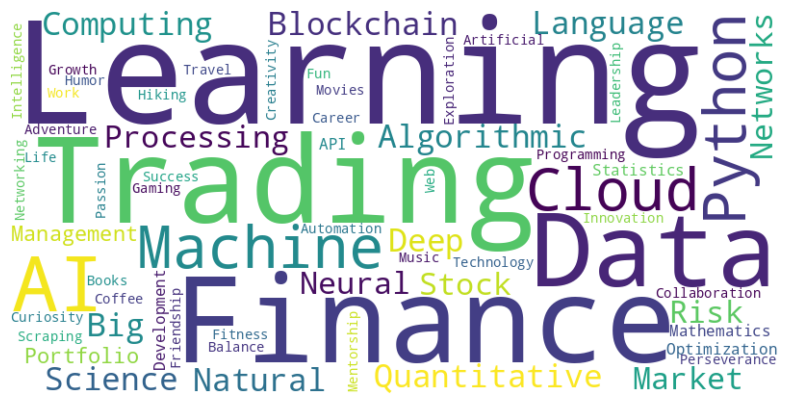 Computing
Blockchain
Language
Learning
Artificial
Intelligence
Growth
Humor
Travel
Work
Hiking
Creativity
Fun
Movies
Exploration
Leadership
Python
Networks
Adventure
Processing
Career
API
Algorithmic
Programming
Life
Networking
Trading
Passion
Success
Gaming
Web
Statistics
Cloud
Innovation
Management
Machine
Automation
Deep
Music
Technology
Data
AI
Books
Coffee
Development
Friendship
Neural
Stock
Finance
Collaboration
Curiosity
Scraping
Big
Fitness
Balance
Risk
Mathematics
Portfolio
Mentorship
Optimization
Perseverance
Science
Natural
Quantitative
Market